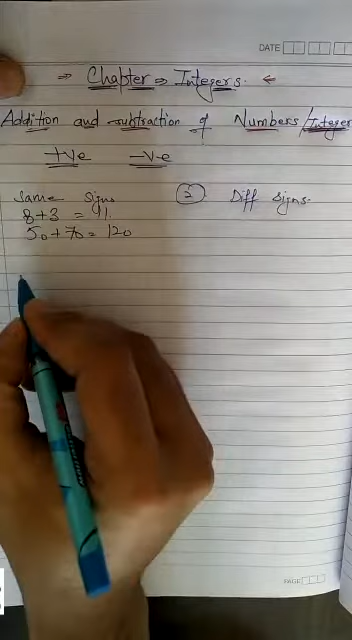 DATE
⇒ Chapter ⇒ Integers. ⇐
Addition and subtraction of Numbers/Integer
+ve -ve
Same signs
② Diff Signs.
8+3 = 11.
50+70= 120
PAGE